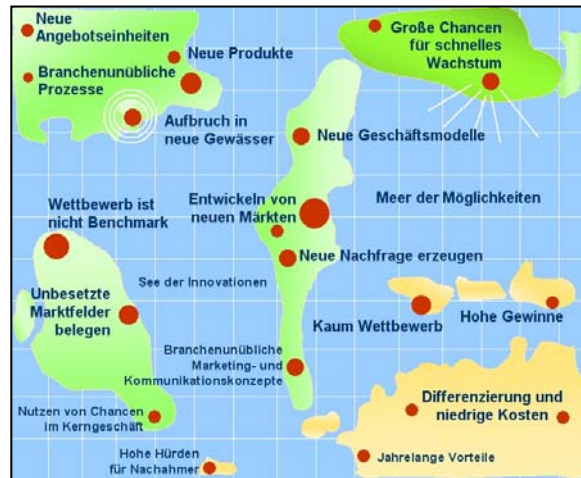 Neue
Angebotseinheiten
Neue Produkte
Branchenunübliche
Prozesse
Aufbruch in
neue Gewässer
Große Chancen
für schnelles
Wachstum
Neue Geschäftsmodelle
Entwickeln von
neuen Märkten
Meer der Möglichkeiten
Wettbewerb ist
nicht Benchmark
Neue Nachfrage erzeugen
See der Innovationen
Unbesetzte
Marktfelder
belegen
Kaum Wettbewerb
Hohe Gewinne
Branchenunübliche
Marketing- und
Kommunikationskonzepte
Differenzierung und
niedrige Kosten
Nutzen von Chancen
im Kerngeschäft
Hohe Hürden
für Nachahmer
Jahrelange Vorteile